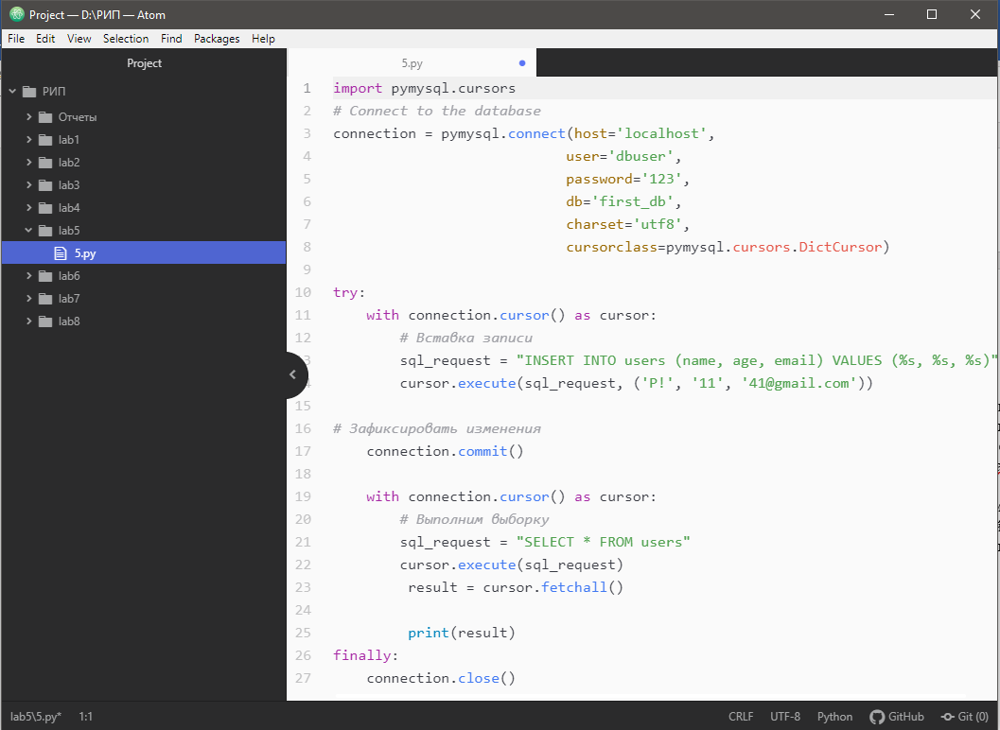 Project — D:\РИП — Atom
File Edit View Selection Find Packages Help
Project
РИП
Отчеты
lab1
lab2
lab3
lab4
lab5
5.py
lab6
lab7
lab8
5.py
1 import pymysql.cursors
2 # Connect to the database
3 connection = pymysql.connect(host='localhost',
4 user='dbuser',
5 password='123',
6 db='first_db',
7 charset='utf8',
8 cursorclass=pymysql.cursors.DictCursor)
9
10 try:
11 with connection.cursor() as cursor:
12 # Вставка записи
3 sql_request = "INSERT INTO users (name, age, email) VALUES (%s, %s, %s)"
cursor.execute(sql_request, ('P!', '11', '41@gmail.com'))
15
16 # Зафиксировать изменения
17 connection.commit()
18
19 with connection.cursor() as cursor:
20 # Выполним выборку
21 sql_request = "SELECT * FROM users"
22 cursor.execute(sql_request)
23 result = cursor.fetchall()
24
25 print(result)
26 finally:
27 connection.close()
lab5\5.py* 1:1 CRLF UTF-8 Python GitHub Git (0)